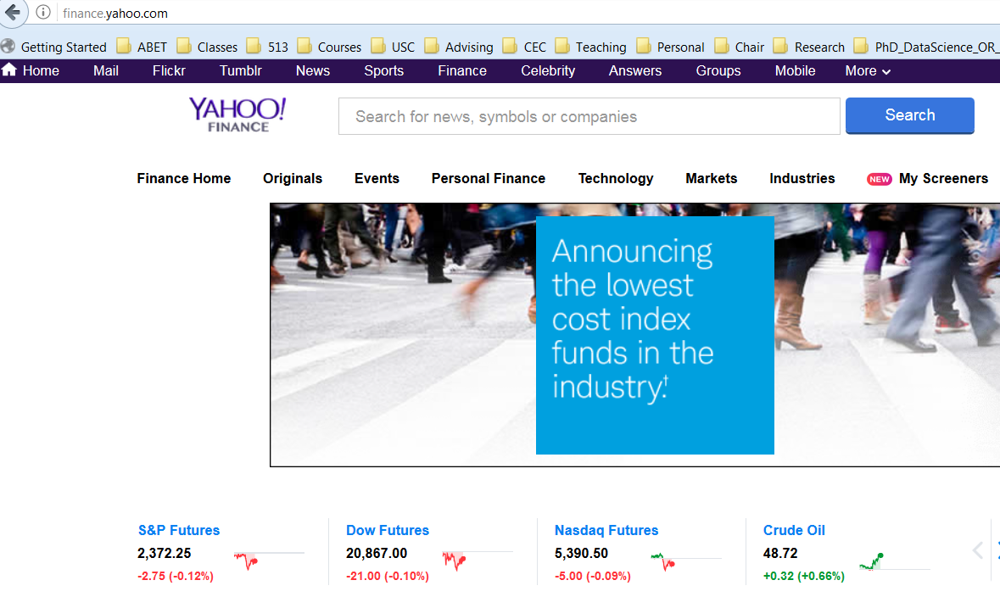 finance.yahoo.com
Getting Started ABET Classes 513 Courses USC Advising CEC Teaching Personal Chair Research PhD_DataScience_OR_
Home Mail Flickr Tumblr News Sports Finance Celebrity Answers Groups Mobile More
YAHOO!
FINANCE
Search for news, symbols or companies
Search
Finance Home Originals Events Personal Finance Technology Markets Industries NEW My Screeners
Announcing
the lowest
cost index
funds in the
industry.†
S&P Futures Dow Futures Nasdaq Futures Crude Oil
2,372.25 20,867.00 5,390.50 48.72
-2.75 (-0.12%) -21.00 (-0.10%) -5.00 (-0.09%) +0.32 (+0.66%)